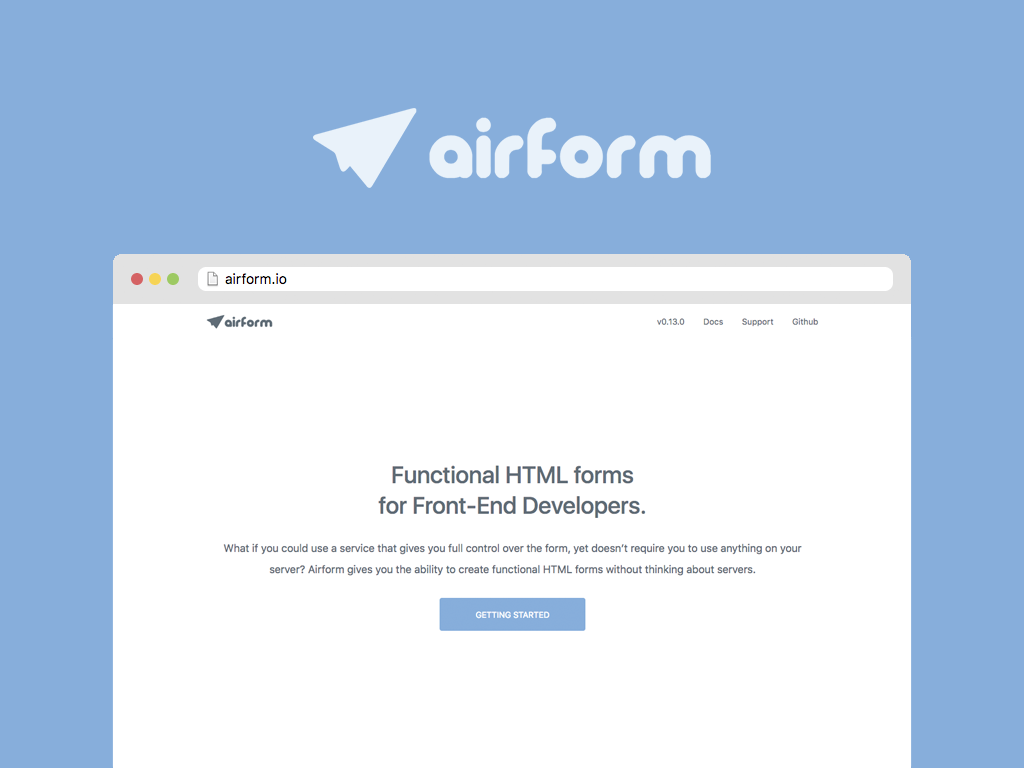 airform
airform.io
airform
v0.13.0 Docs Support Github
Functional HTML forms
for Front-End Developers.
What if you could use a service that gives you full control over the form, yet doesn’t require you to use anything on your
server? Airform gives you the ability to create functional HTML forms without thinking about servers.
GETTING STARTED